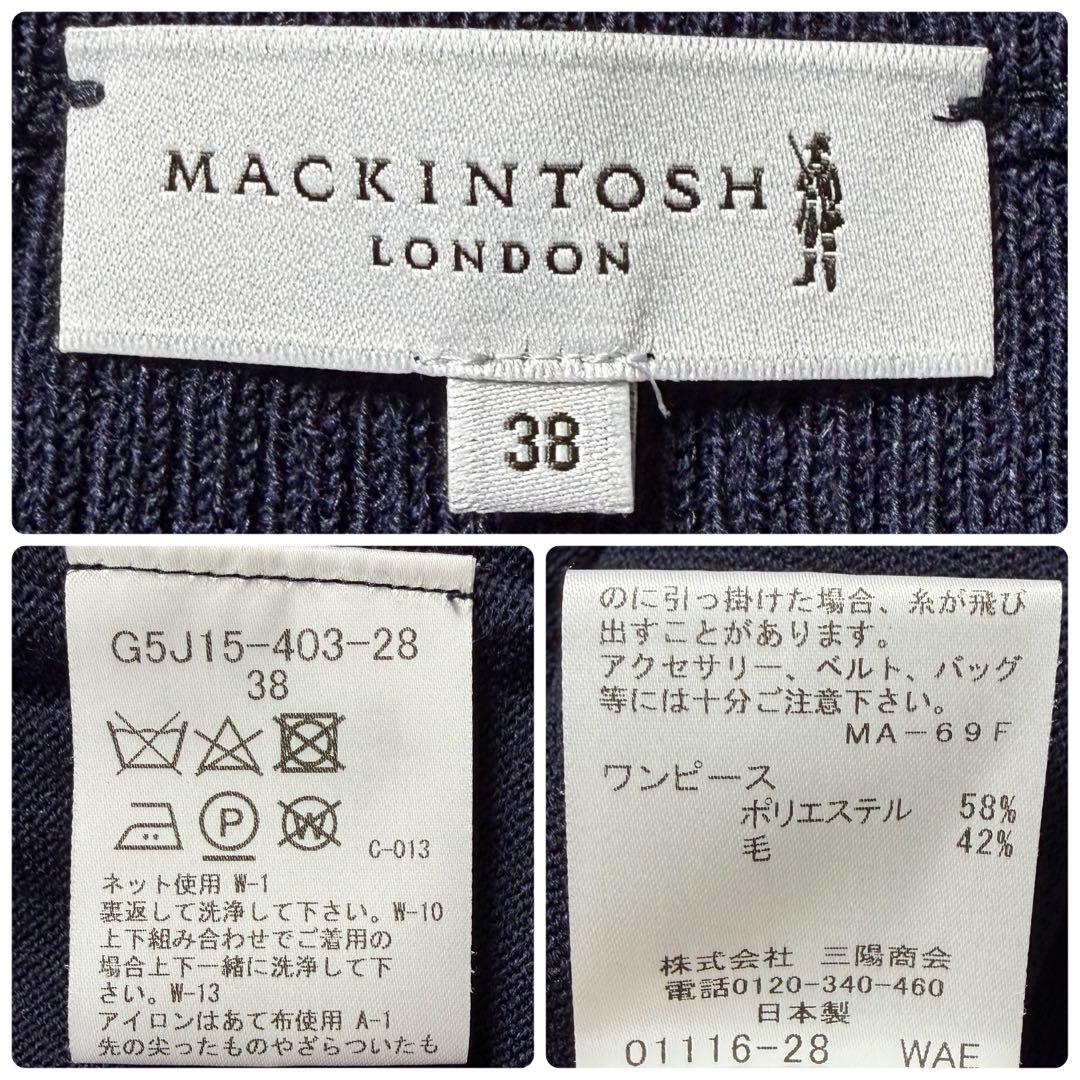 MACKINTOSH
LONDON
38
G5J15-403-28
38
P
W
C-013
ネット使用 W-1
裏返して洗浄して下さい。W-10
上下組み合わせでご着用の
場合上下一緒に洗浄して下
さい。W-13
アイロンはあて布使用 A-1
先の尖ったものやざらついたも
のに引っ掛けた場合、糸が飛び
出すことがあります。
アクセサリー、ベルト、バッグ
等には十分ご注意下さい。
MA-69F
ワンピース
ポリエステル 58%
毛 42%
株式会社 三陽商会
電話0120-340-460
日本製
01116-28 WAE